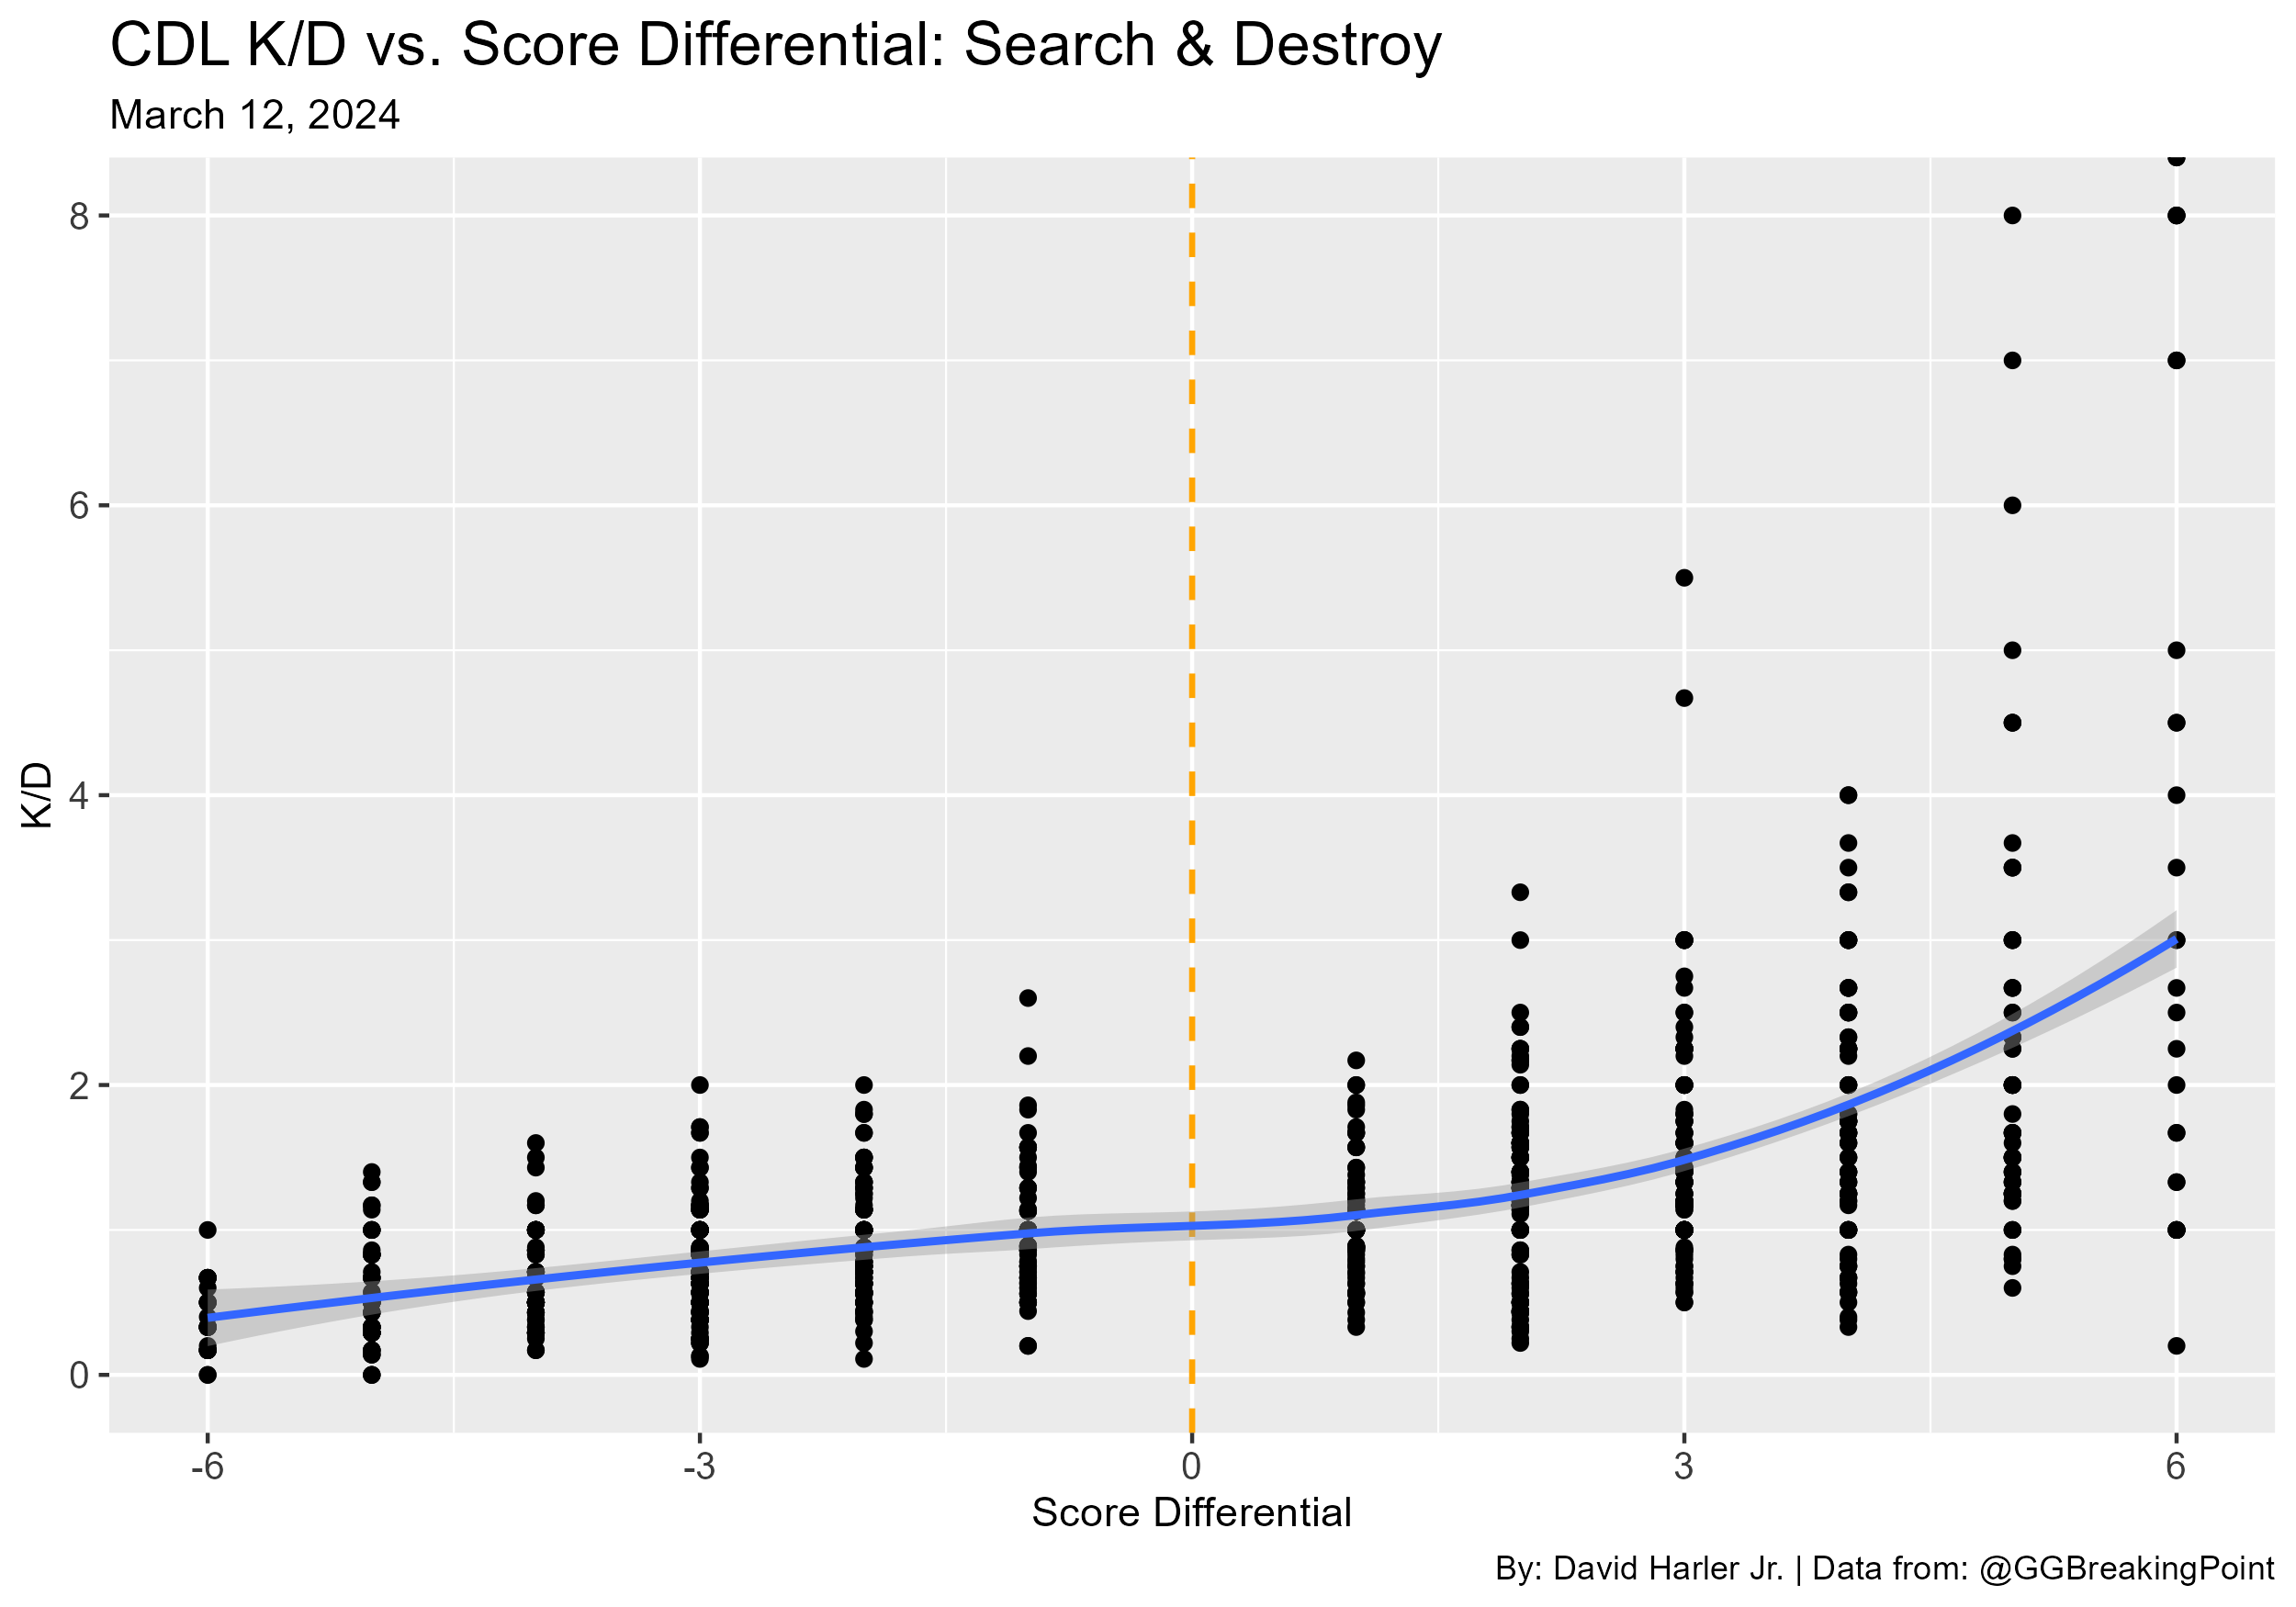 CDL K/D vs. Score Differential: Search & Destroy
March 12, 2024
8
6
4
2
0
K/D
-6 -3 0 3 6
Score Differential
By: David Harler Jr. | Data from: @GGBreakingPoint